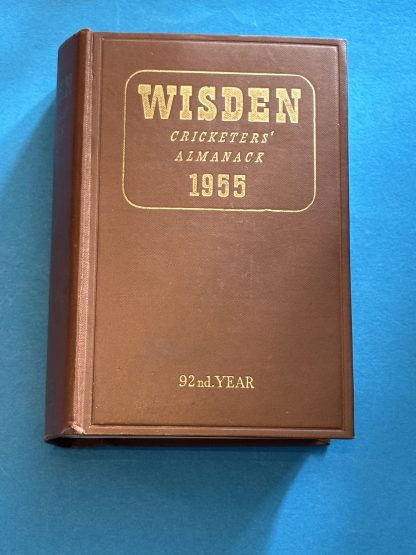 WISDEN
CRICKETERS'
ALMANACK
1955
92nd.YEAR